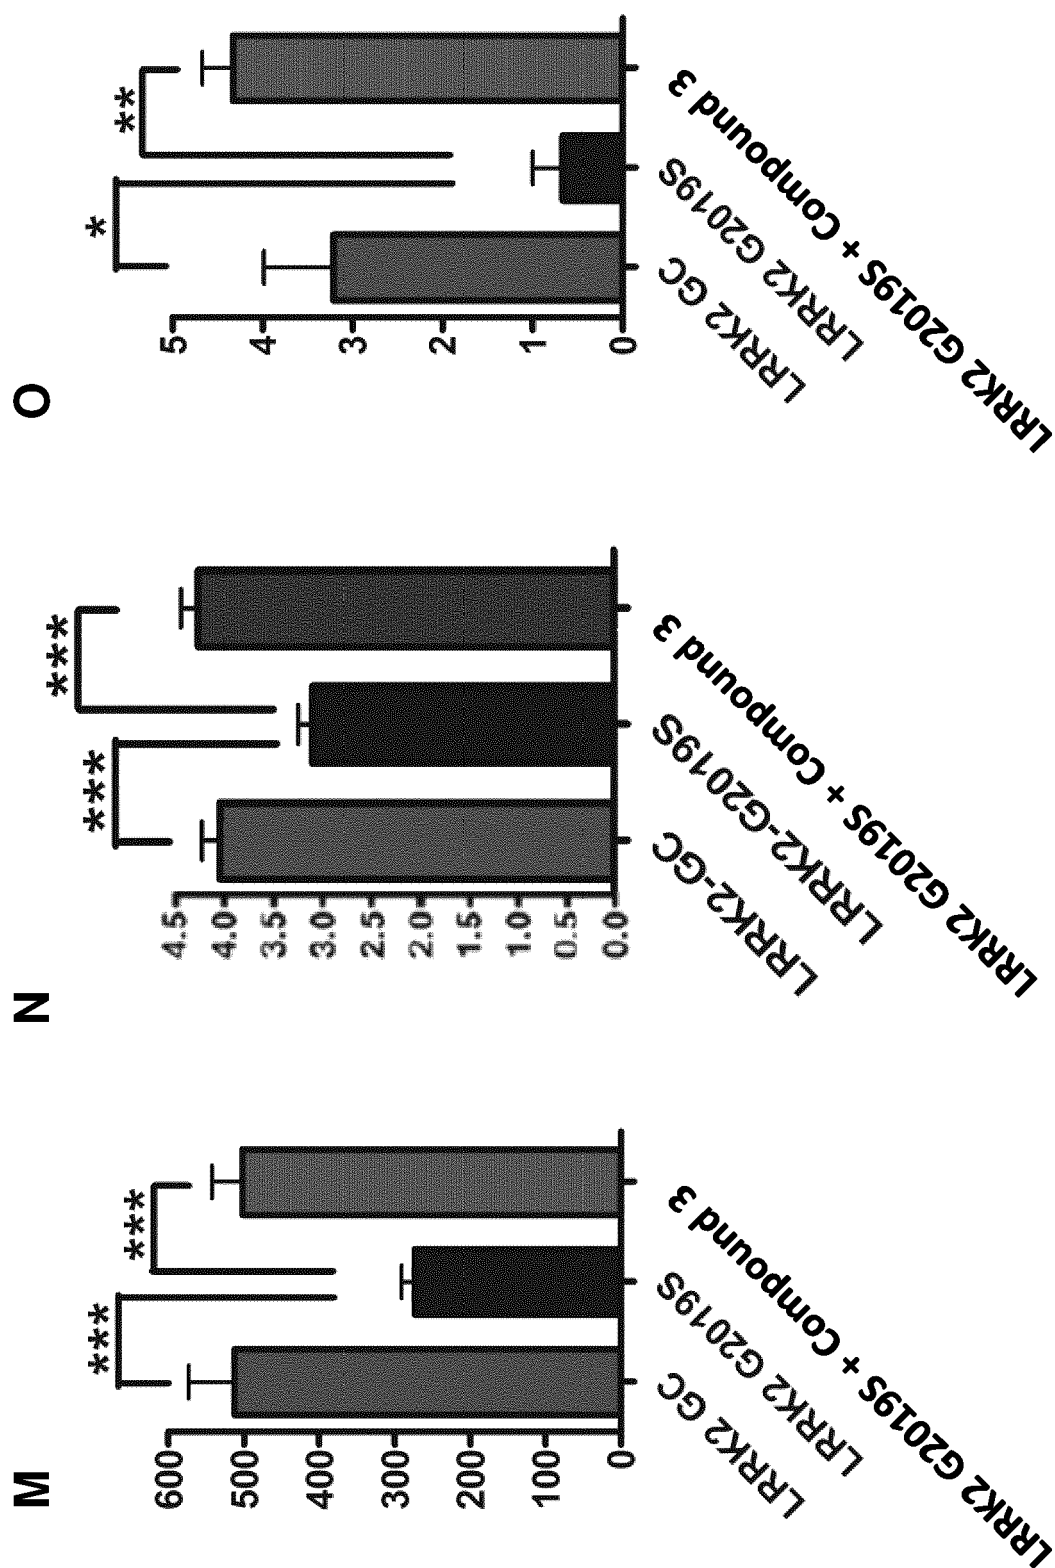 M
600
500
400
300
200
100
0
***
***
LRRK2 GC
LRRK2 G2019S
LRRK2 G2019S + Compound 3
N
4.5
4.0
3.5
3.0
2.5
2.0
1.5
1.0
0.5
0.0
***
***
LRRK2-GC
LRRK2-G2019S
LRRK2 G2019S + Compound 3
O
5
4
3
2
1
0
*
**
LRRK2 GC
LRRK2 G2019S
LRRK2 G2019S + Compound 3